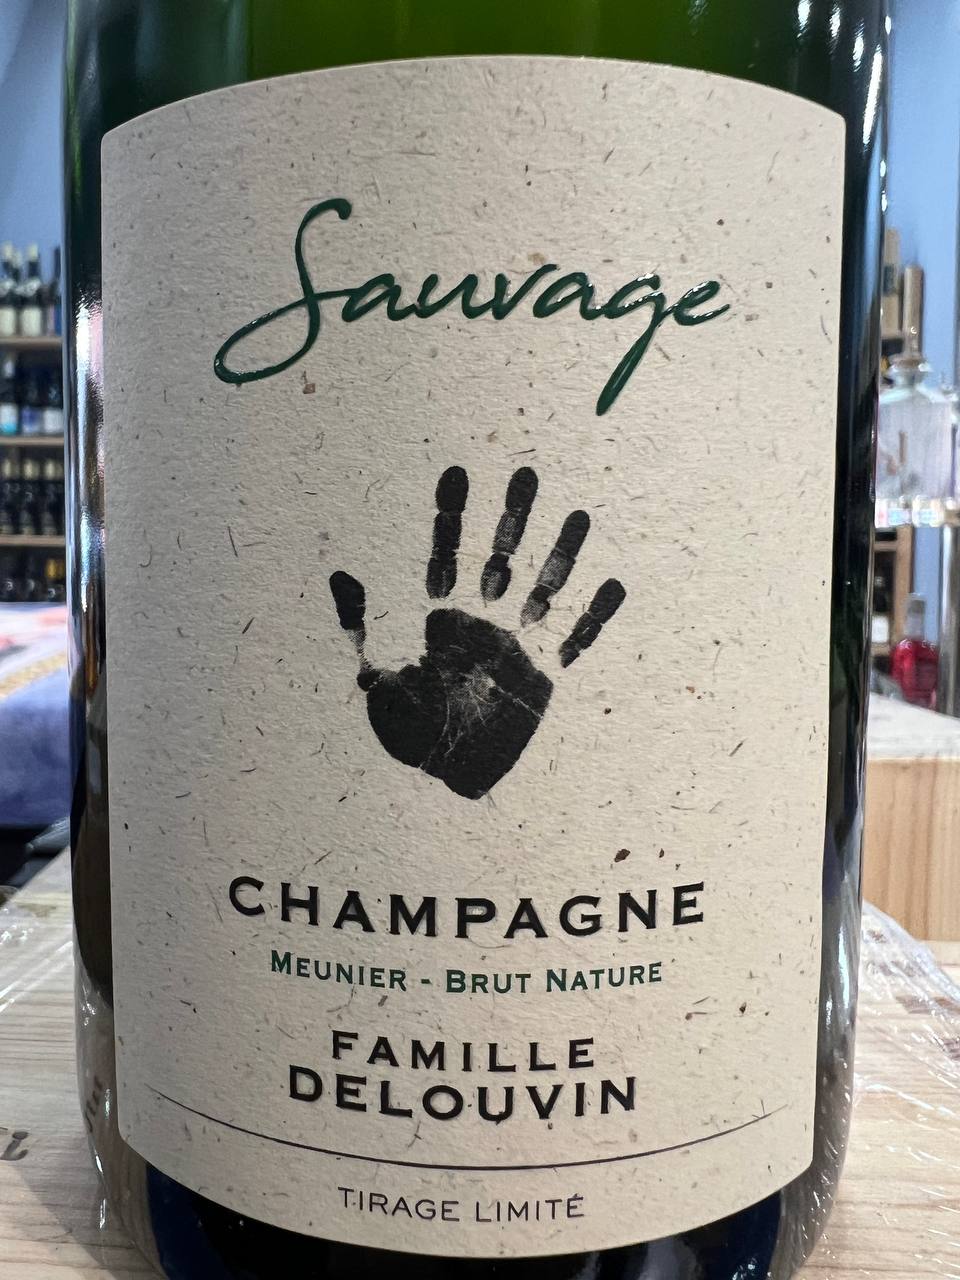 Sauvage
CHAMPAGNE
MEUNIER - BRUT NATURE
FAMILLE
DELOUVIN
TIRAGE LIMITÉ